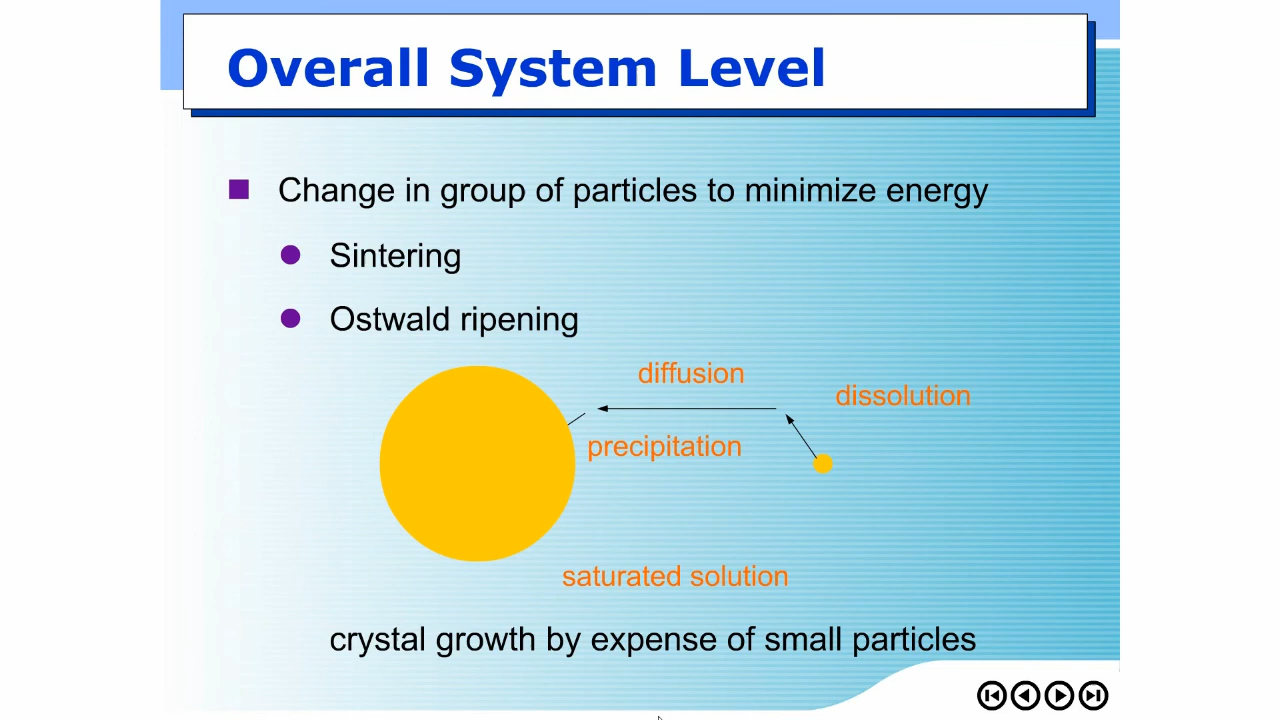 Overall System Level
Change in group of particles to minimize energy
Sintering
Ostwald ripening
diffusion
dissolution
precipitation
saturated solution
crystal growth by expense of small particles